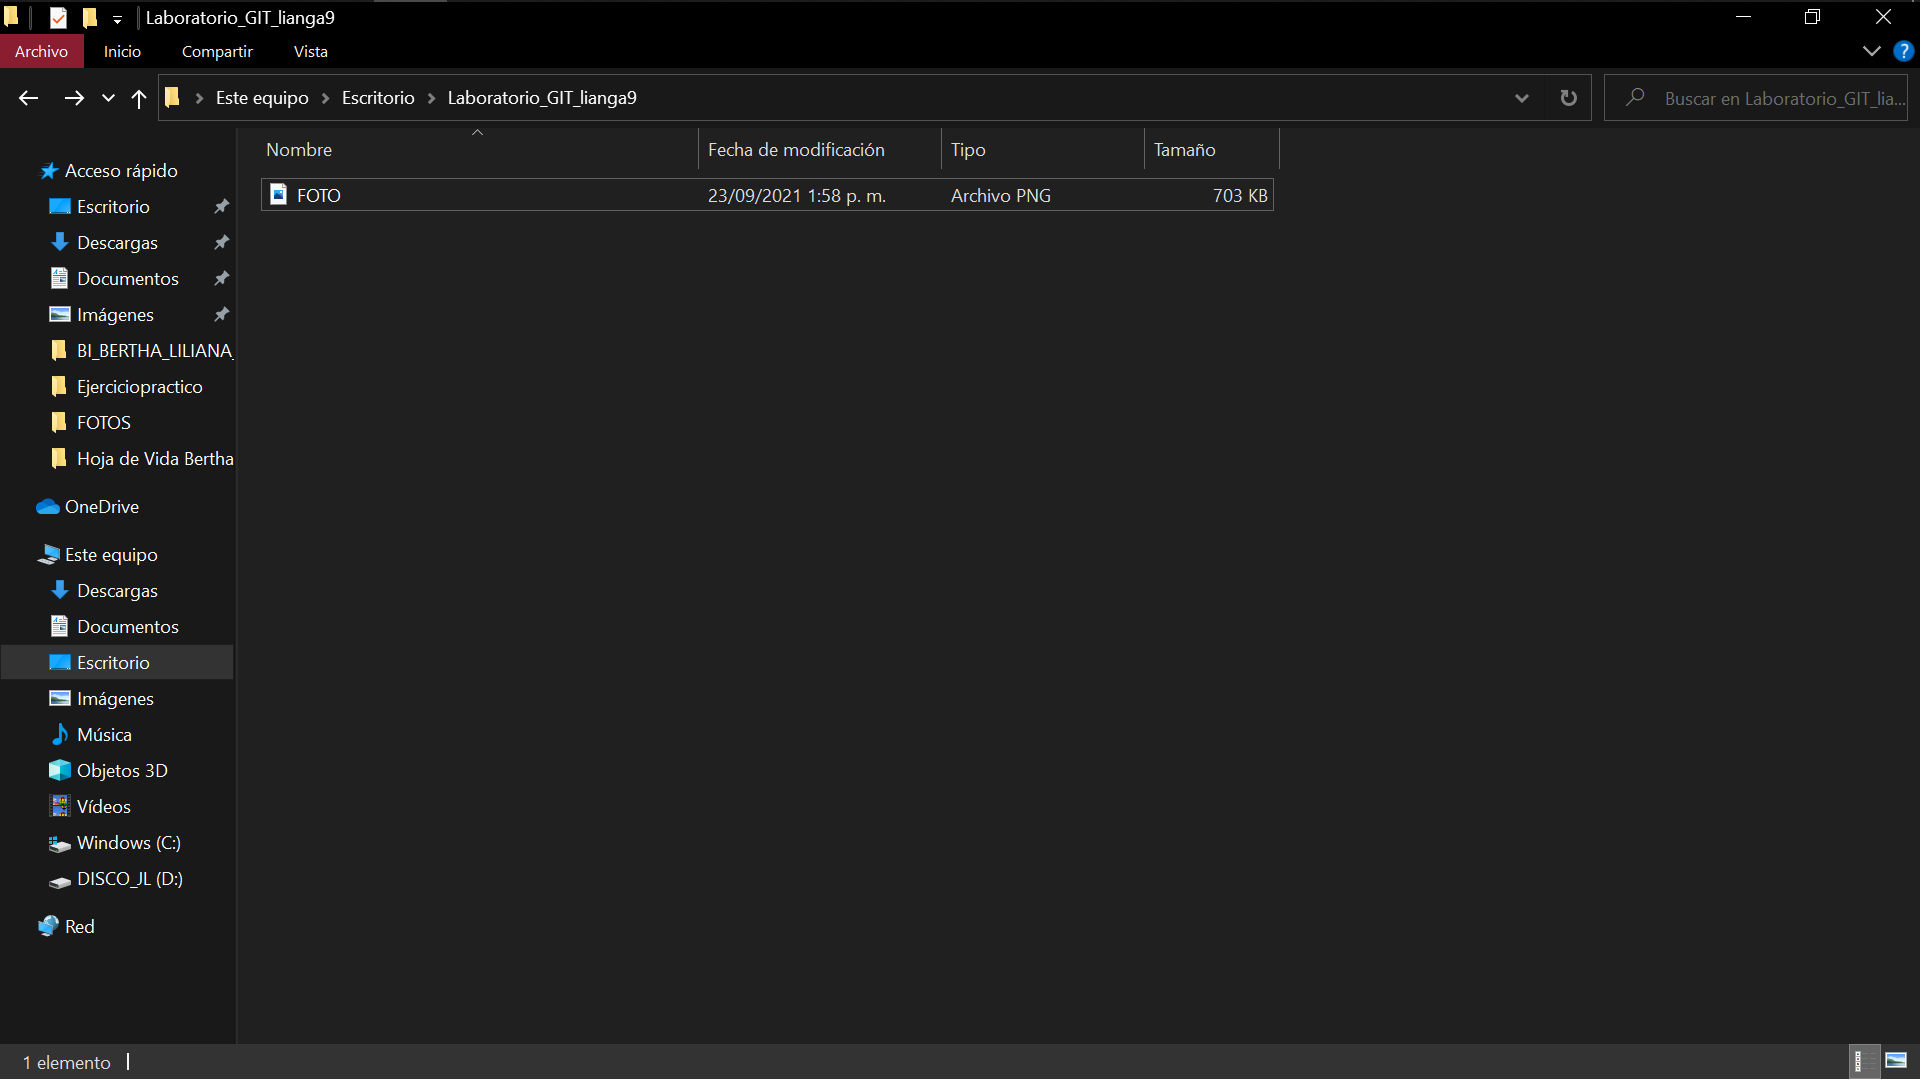 Laboratorio_GIT_lianga9
Archivo Inicio Compartir Vista ?
Este equipo Escritorio Laboratorio_GIT_lianga9 Buscar en Laboratorio_GIT_lia...
Nombre Fecha de modificación Tipo Tamaño
FOTO 23/09/2021 1:58 p. m. Archivo PNG 703 KB
Acceso rápido
Escritorio
Descargas
Documentos
Imágenes
BI_BERTHA_LILIANA_
Ejerciciopractico
FOTOS
Hoja de Vida Bertha
OneDrive
Este equipo
Descargas
Documentos
Escritorio
Imágenes
Música
Objetos 3D
Vídeos
Windows (C:)
DISCO_JL (D:)
Red
1 elemento